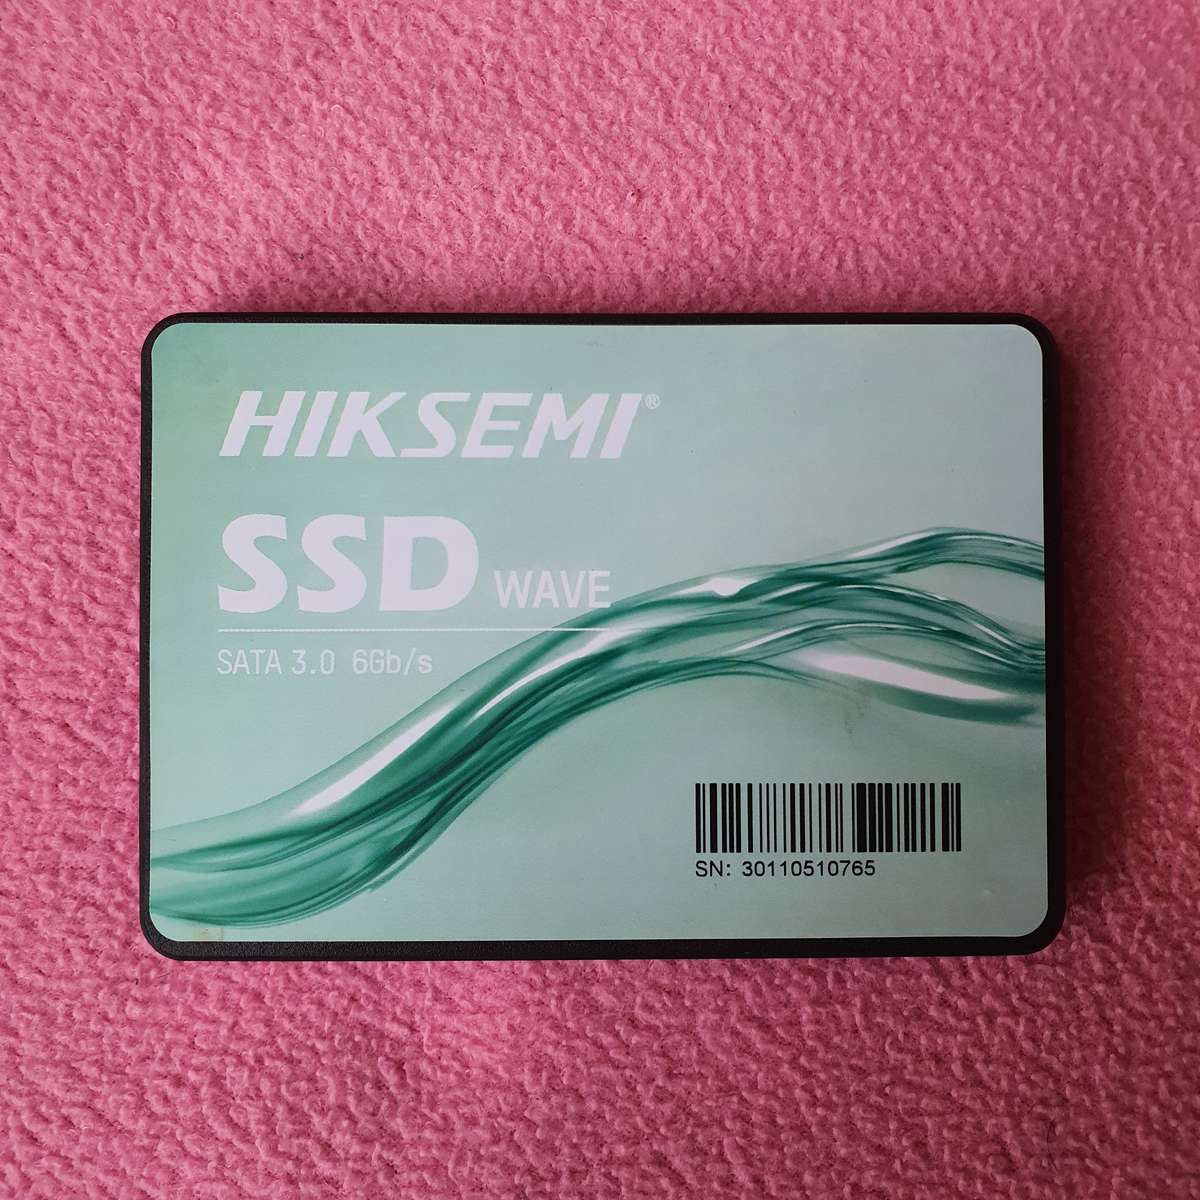 HIKSEMI®
SSD WAVE
SATA 3.0 6Gb/s
SN: 30110510765